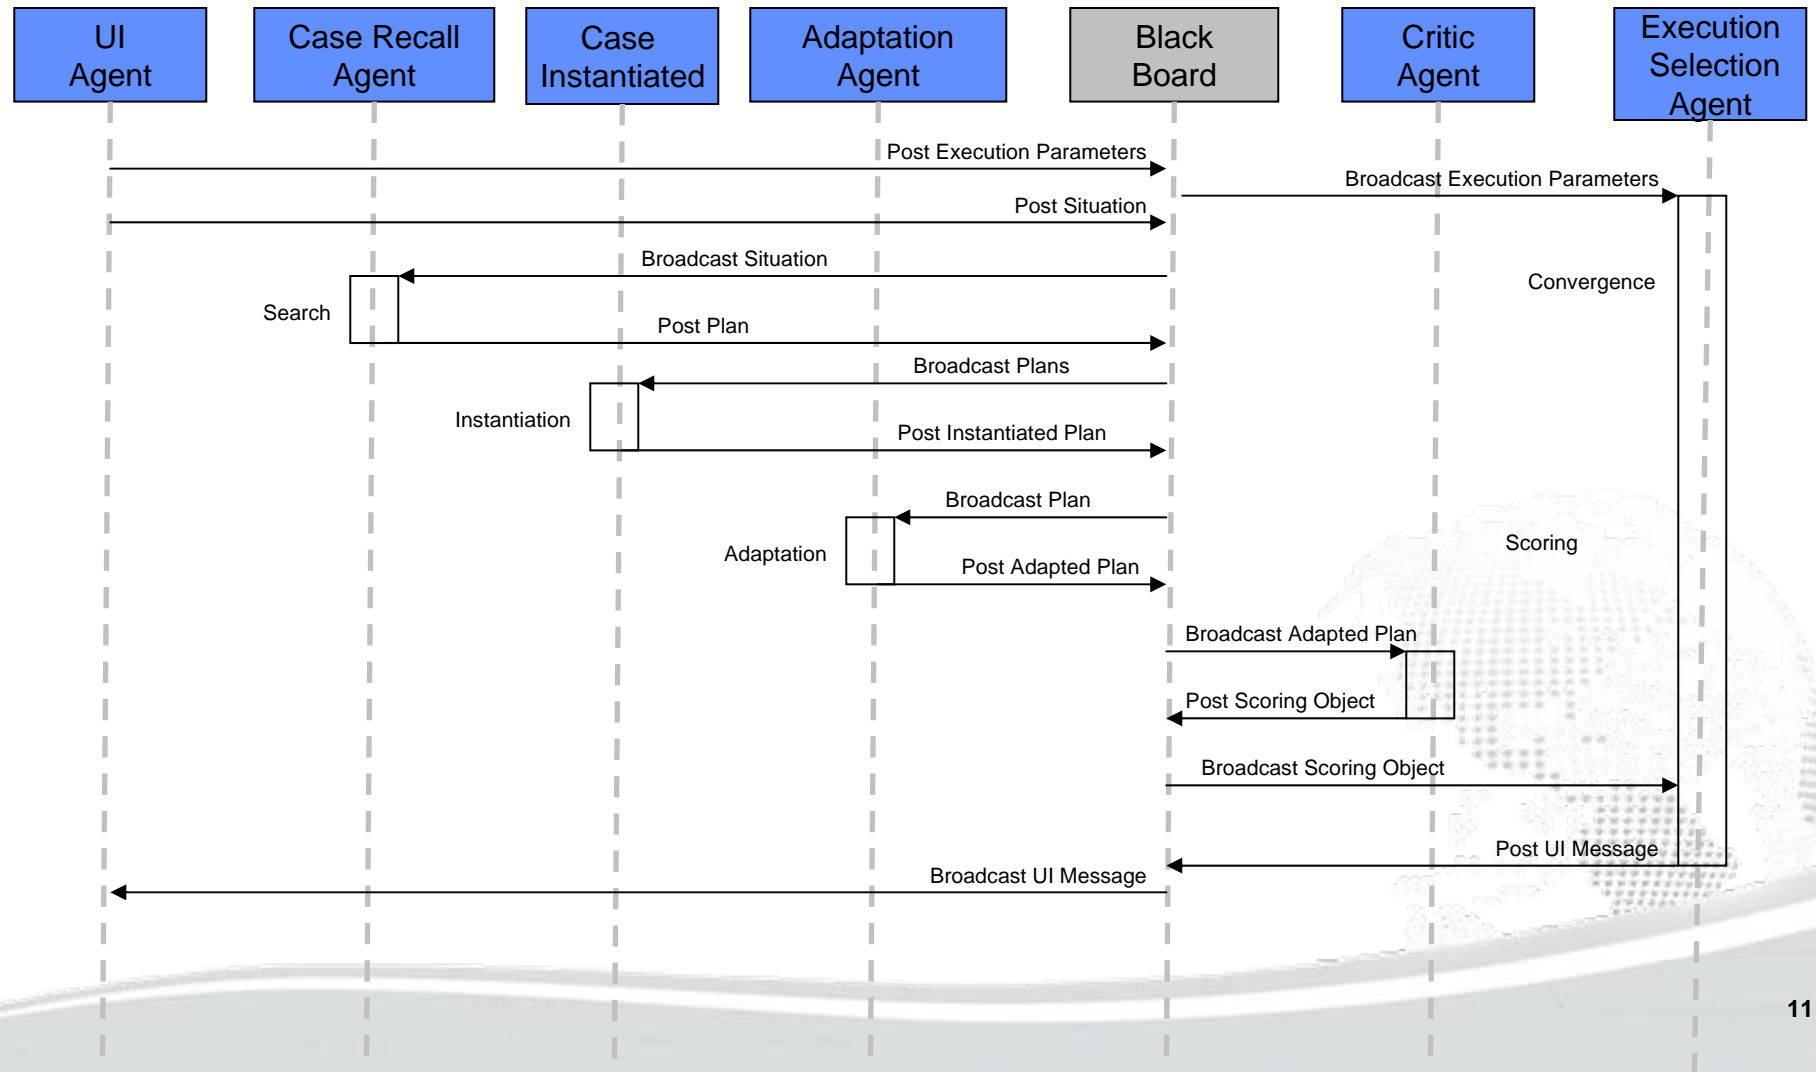 UI
Agent
Case Recall
Agent
Case
Instantiated
Adaptation
Agent
Black
Board
Critic
Agent
Execution
Selection
Agent
Post Execution Parameters
Broadcast Execution Parameters
Post Situation
Broadcast Situation
Convergence
Search
Post Plan
Broadcast Plans
Instantiation
Post Instantiated Plan
Broadcast Plan
Scoring
Adaptation
Post Adapted Plan
Broadcast Adapted Plan
Post Scoring Object
Broadcast Scoring Object
Post UI Message
Broadcast UI Message
11